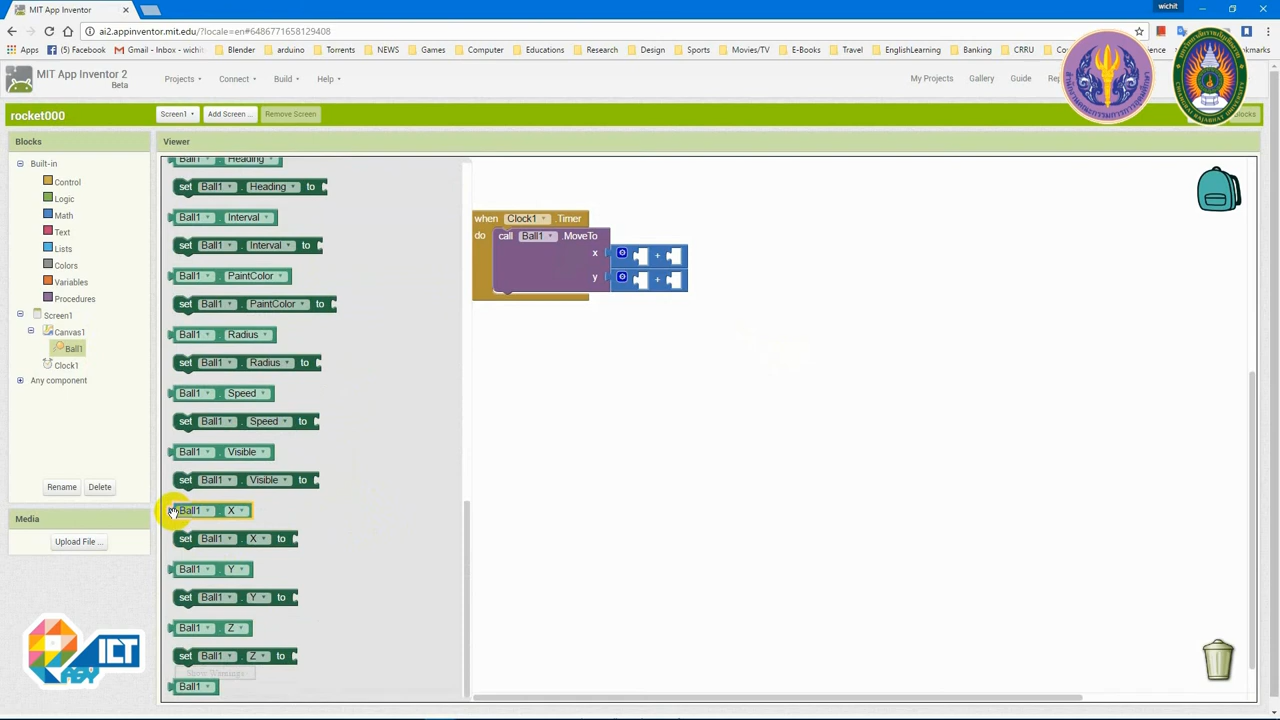 wichit
MIT App Inventor
ai2.appinventor.mit.edu/?locale=en#6486771658129408
Apps
(5) Facebook
Gmail - Inbox - wichit
Blender
arduino
Torrents
NEWS
Games
Computer
Educations
Research
Design
Sports
Movies/TV
E-Books
Travel
EnglishLearning
Banking
CRRU
MIT App Inventor 2
Beta
Projects
Connect
Build
Help
My Projects
Gallery
Guide
rocket000
Screen1
Add Screen ...
Remove Screen
Blocks
Blocks
Viewer
Built-in
Control
Logic
Math
Text
Lists
Colors
Variables
Procedures
Screen1
Canvas1
Ball1
Clock1
Any component
Rename
Delete
Media
Upload File ...
Ball1 . Heading
set Ball1 . Heading to
Ball1 . Interval
set Ball1 . Interval to
Ball1 . PaintColor
set Ball1 . PaintColor to
Ball1 . Radius
set Ball1 . Radius to
Ball1 . Speed
set Ball1 . Speed to
Ball1 . Visible
set Ball1 . Visible to
Ball1 . X
set Ball1 . X to
Ball1 . Y
set Ball1 . Y to
Ball1 . Z
set Ball1 . Z to
Show Warnings
Ball1
when Clock1 .Timer
do call Ball1 .MoveTo
x +
y +
ICT